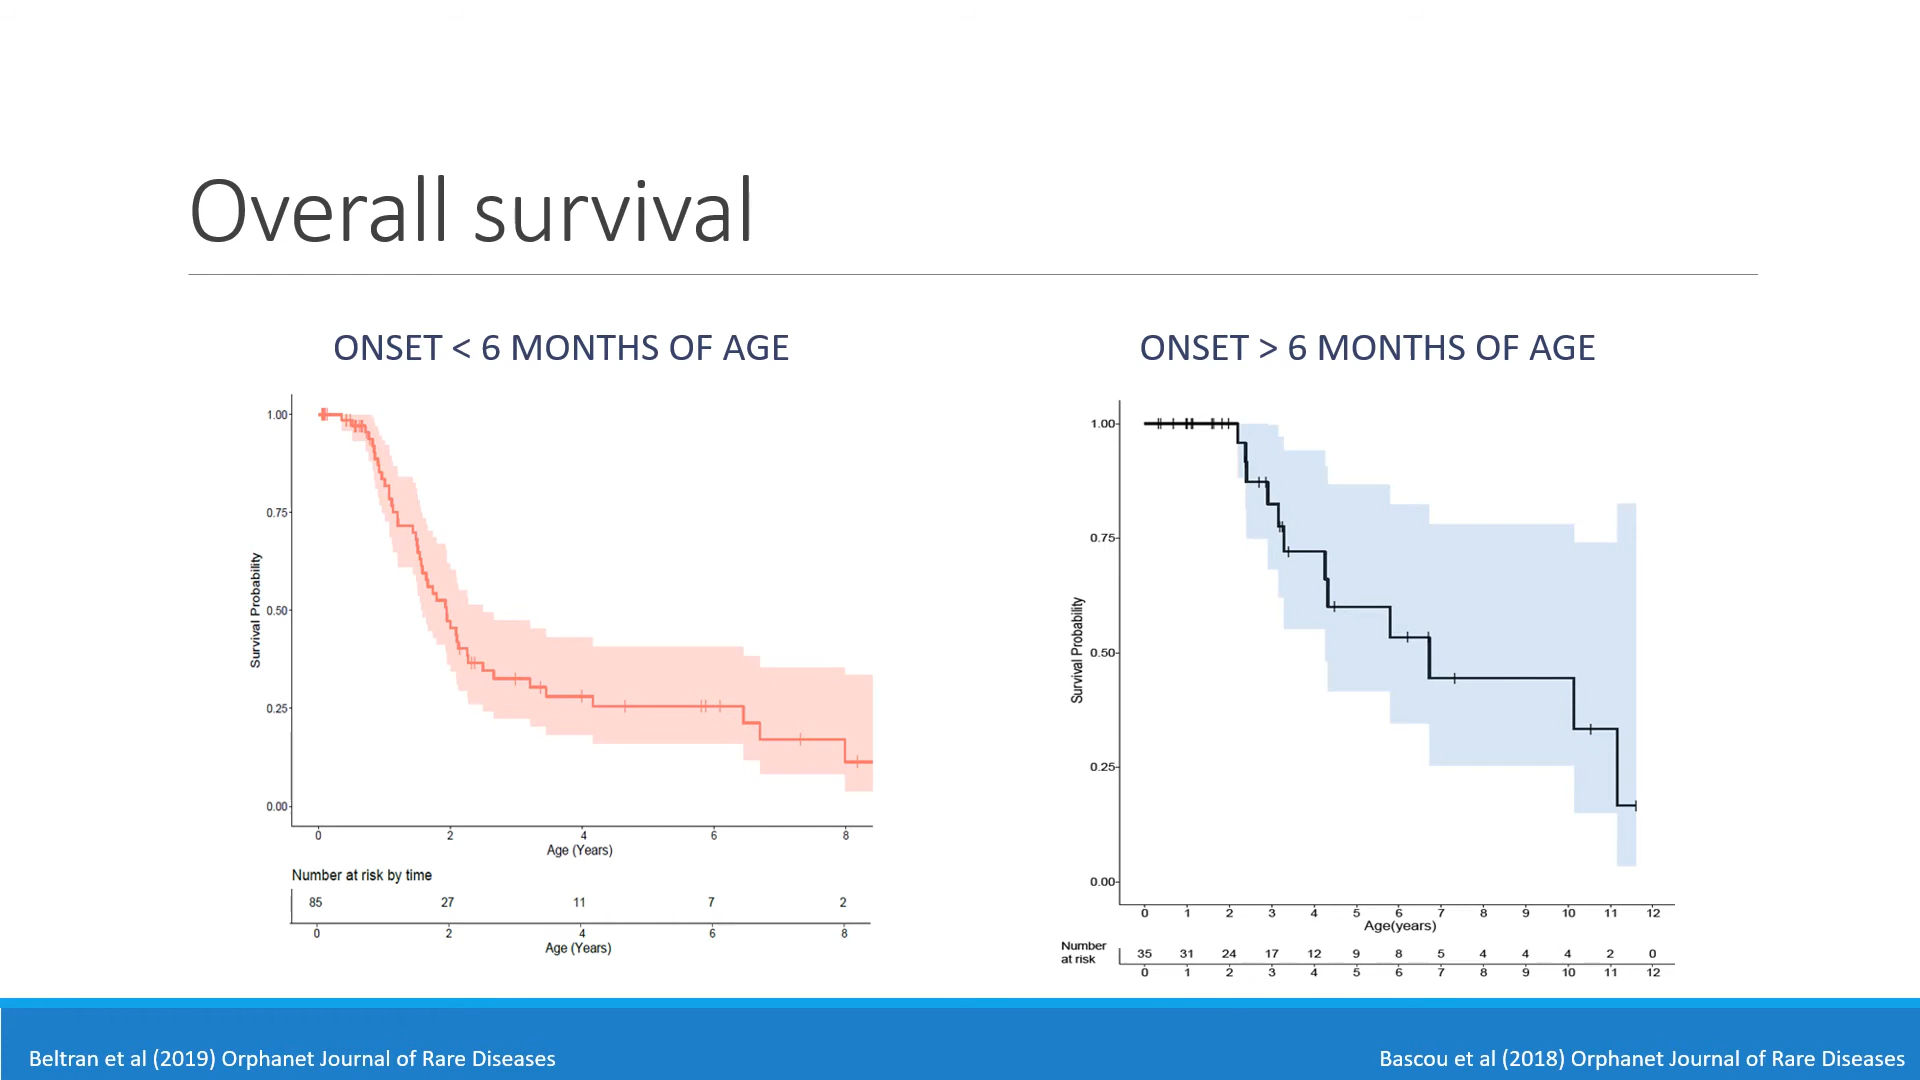 Overall survival
ONSET < 6 MONTHS OF AGE
1.00
0.75
0.50
0.25
0.00
Survival Probability
0 2 4 6 8
Age (Years)
Number at risk by time
85 27 11 7 2
0 2 4 6 8
Age (Years)
ONSET > 6 MONTHS OF AGE
1.00
0.75
0.50
0.25
0.00
Survival Probability
0 1 2 3 4 5 6 7 8 9 10 11 12
Age(years)
Number
at risk
35 31 24 17 12 9 8 5 4 4 4 2 0
0 1 2 3 4 5 6 7 8 9 10 11 12
Beltran et al (2019) Orphanet Journal of Rare Diseases
Bascou et al (2018) Orphanet Journal of Rare Diseases